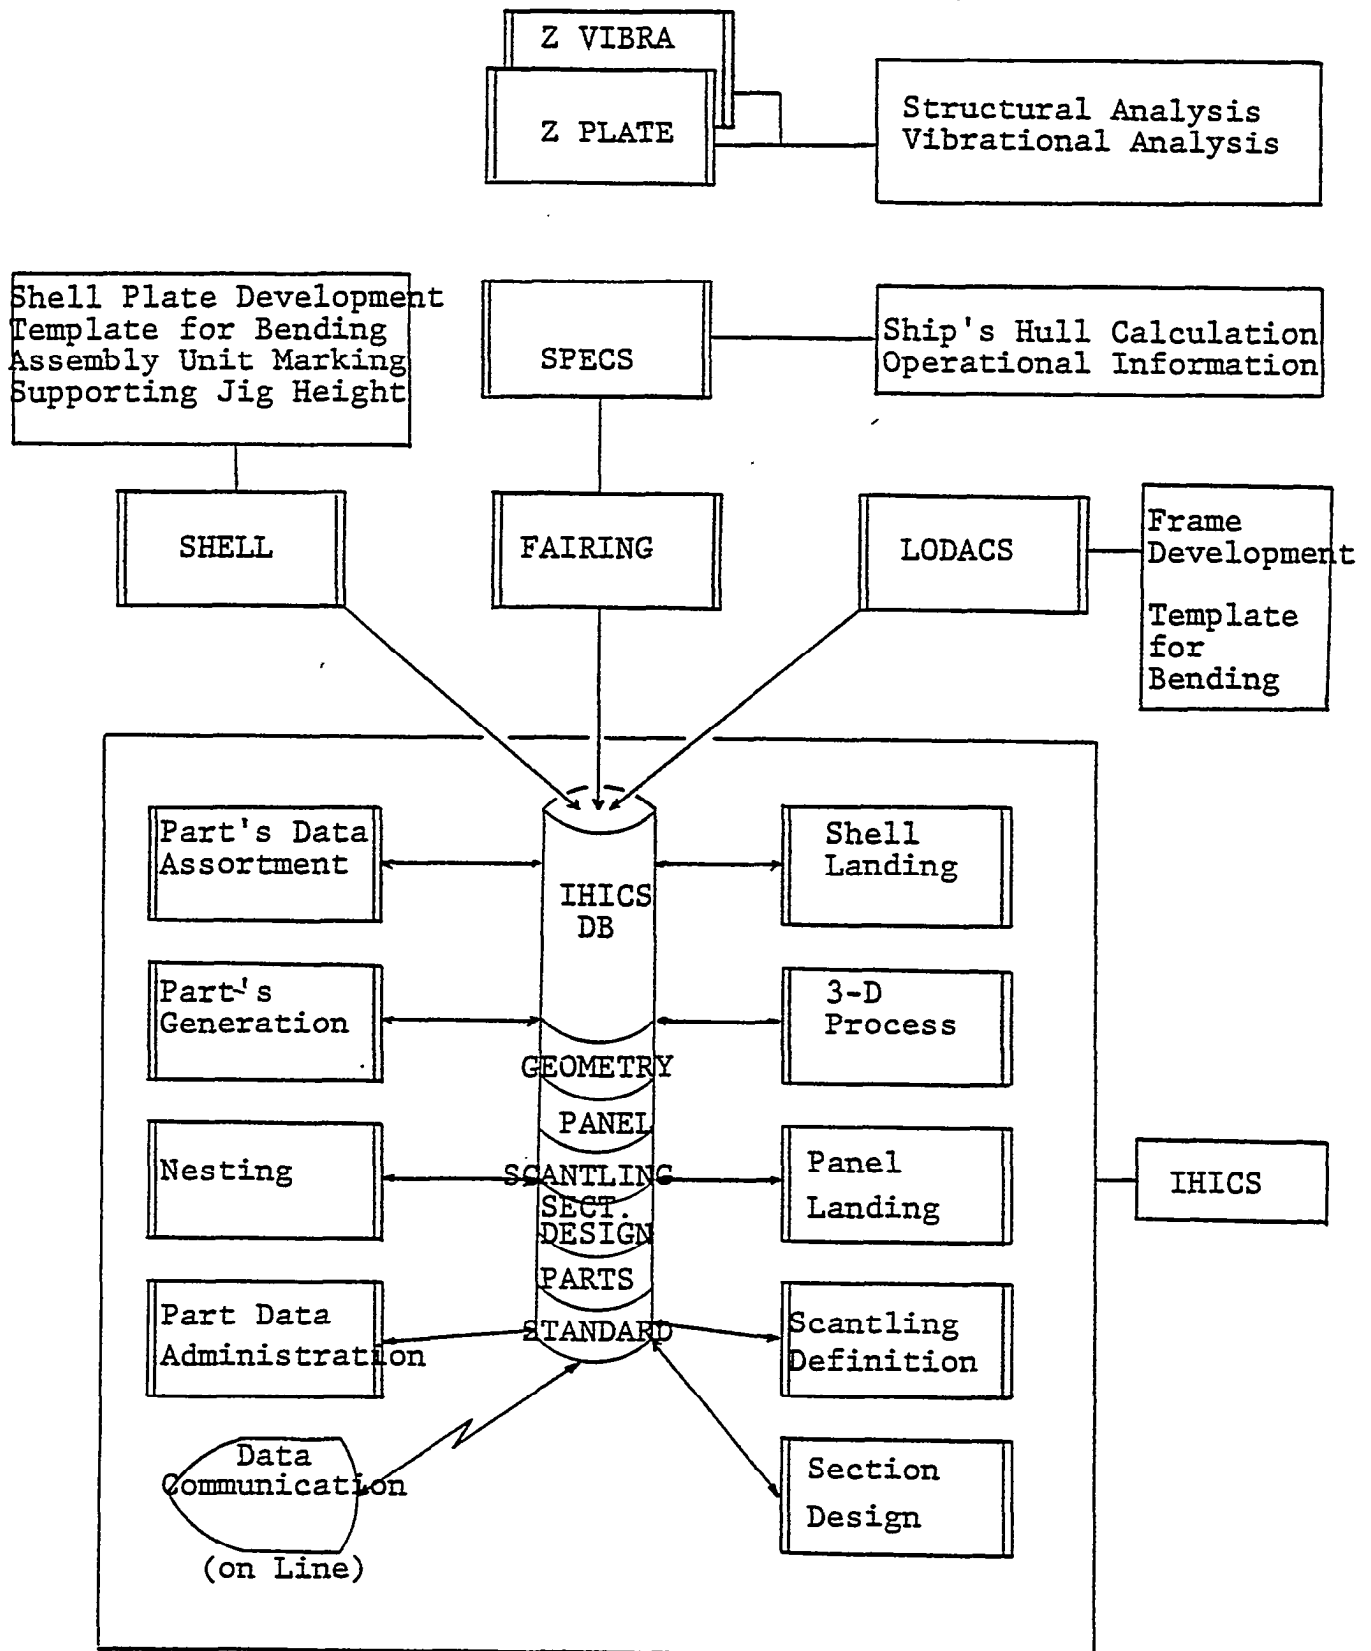 Z VIBRA
Z PLATE
Structural Analysis
Vibrational Analysis
Shell Plate Development
Template for Bending
Assembly Unit Marking
Supporting Jig Height
SPECS
Ship's Hull Calculation
Operational Information
SHELL
FAIRING
LODACS
Frame
Development
Template
for
Bending
Part's Data
Assortment
IHICS
DB
Shell
Landing
Part's
Generation
3-D
Process
GEOMETRY
PANEL
SCANTLING
SECT.
DESIGN
PARTS
STANDARD
Nesting
Panel
Landing
IHICS
Part Data
Administration
Scantling
Definition
Data
Communication
(on Line)
Section
Design